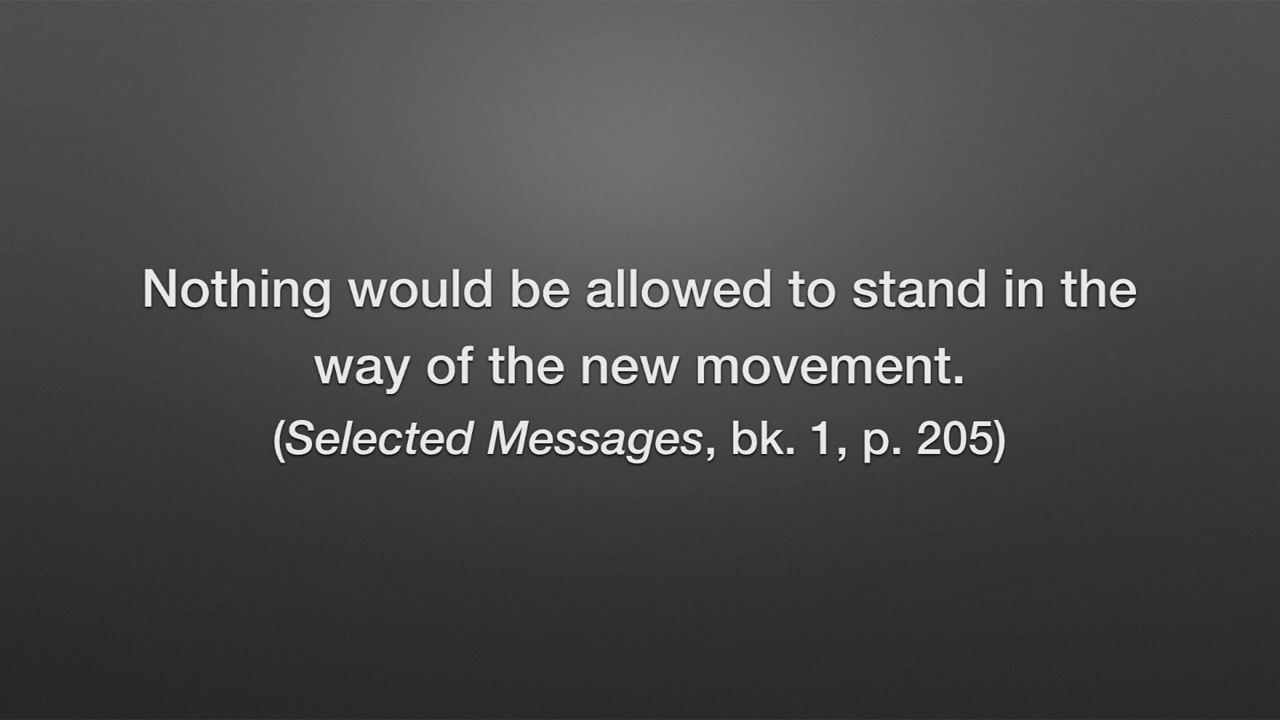 Nothing would be allowed to stand in the
way of the new movement.
(Selected Messages, bk. 1, p. 205)